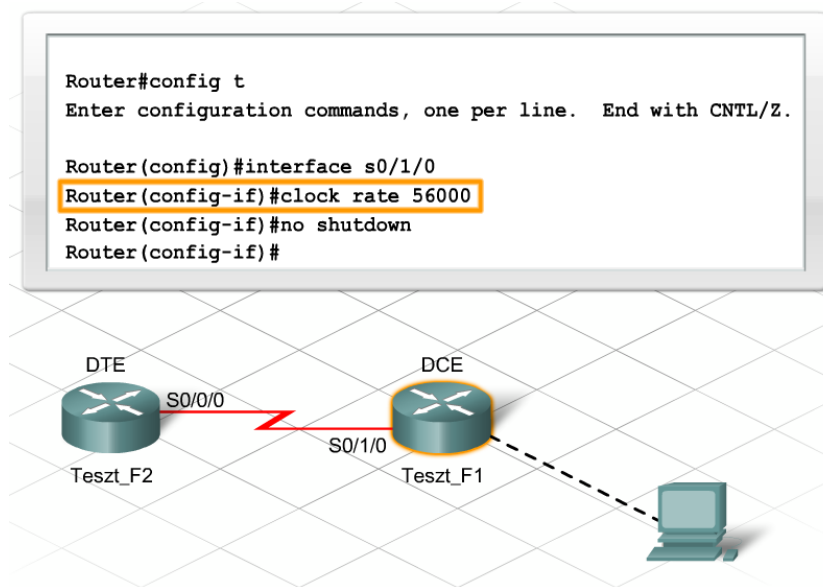 Router#config t
Enter configuration commands, one per line.  End with CNTL/Z.
Router(config)#interface s0/1/0
Router(config-if)#clock rate 56000
Router(config-if)#no shutdown
Router(config-if)#
DTE
DCE
S0/0/0
S0/1/0
Teszt_F2
Teszt_F1